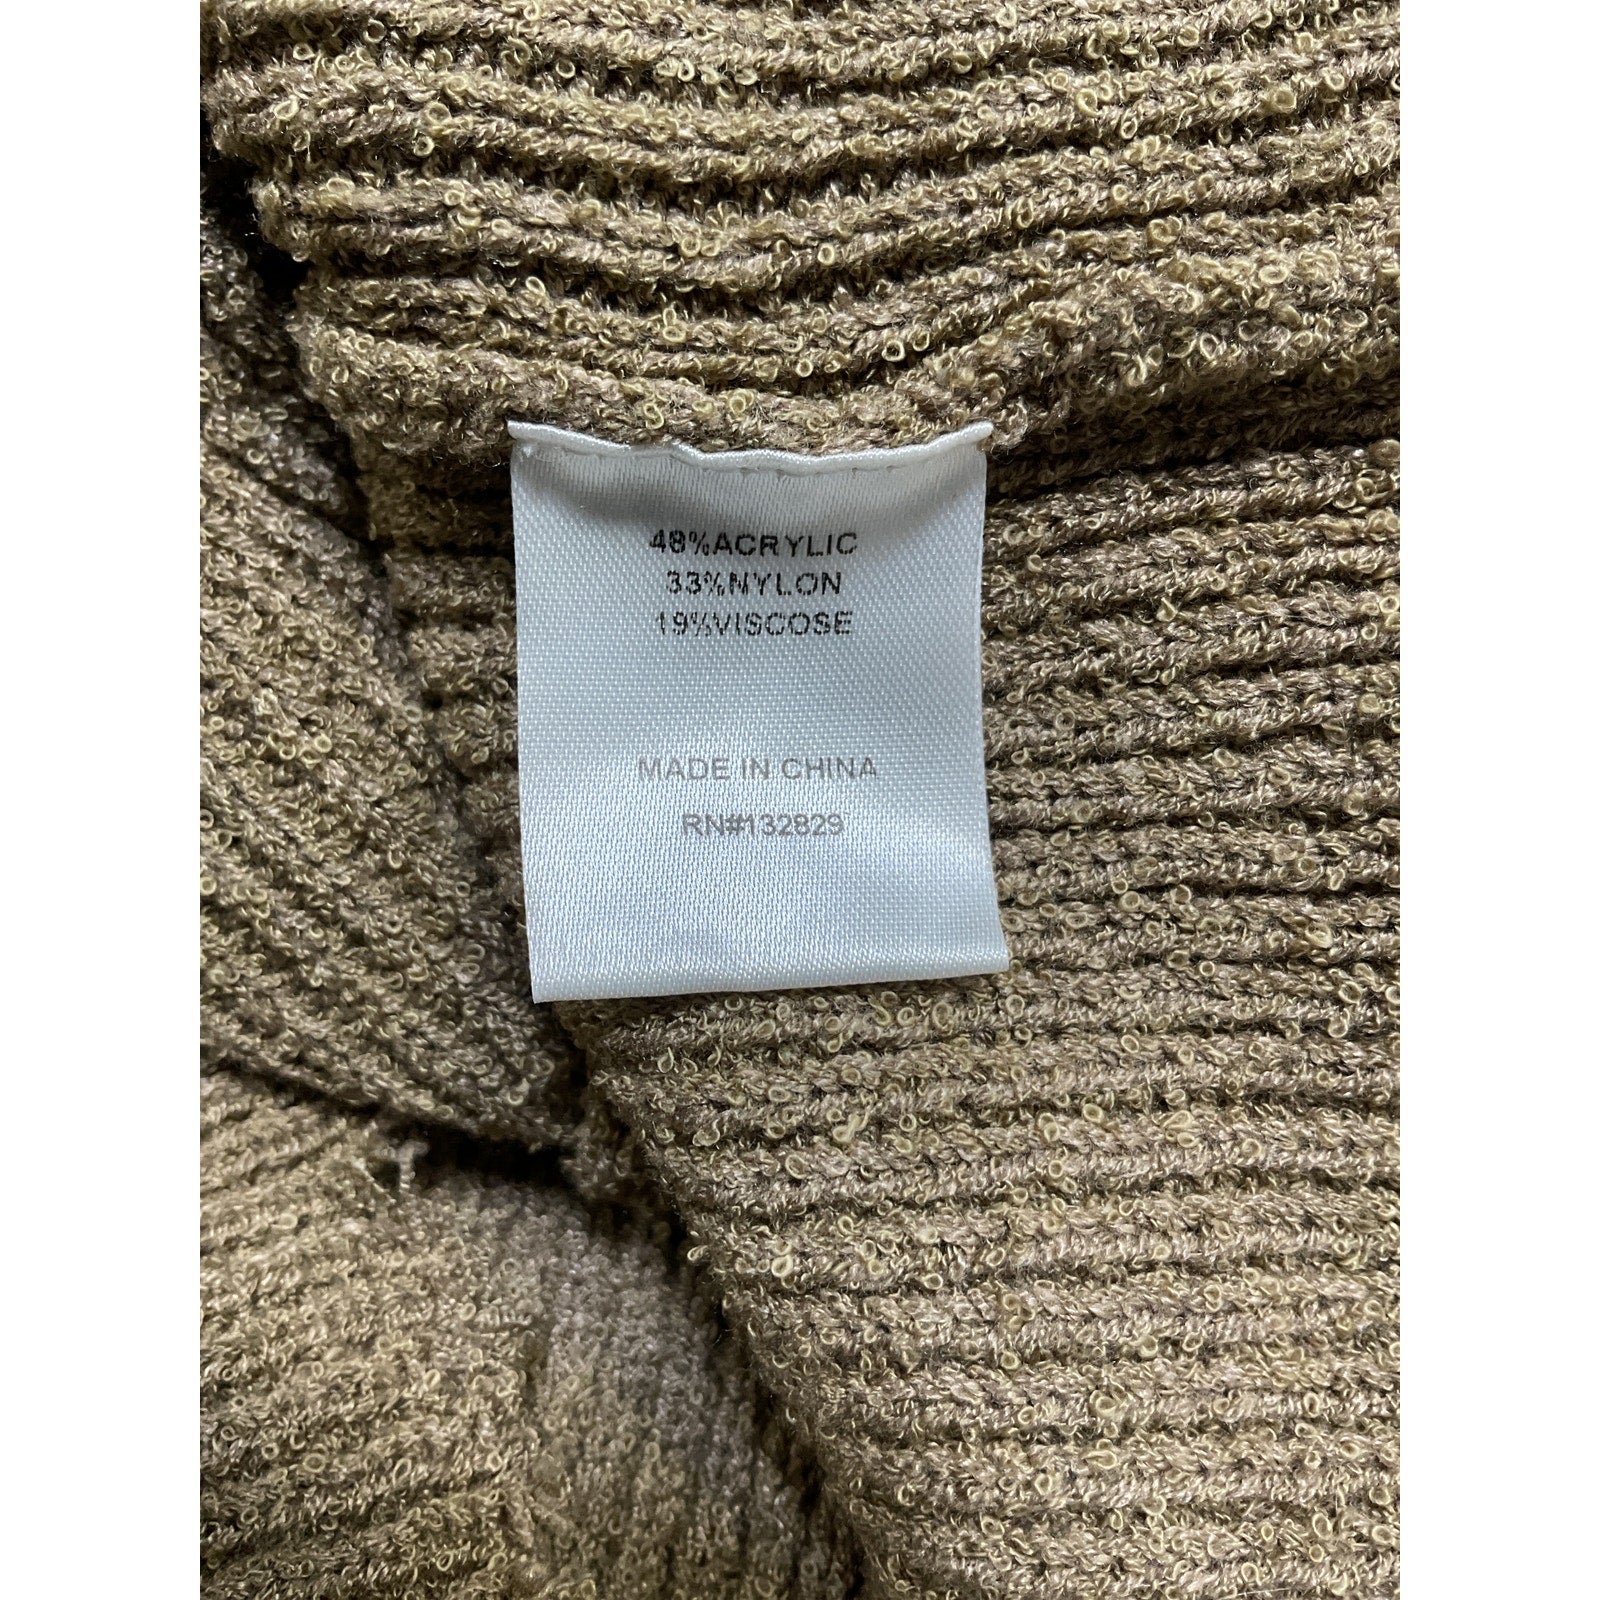 48%ACRYLIC
33%NYLON
19%VISCOSE
MADE IN CHINA
RN#132829